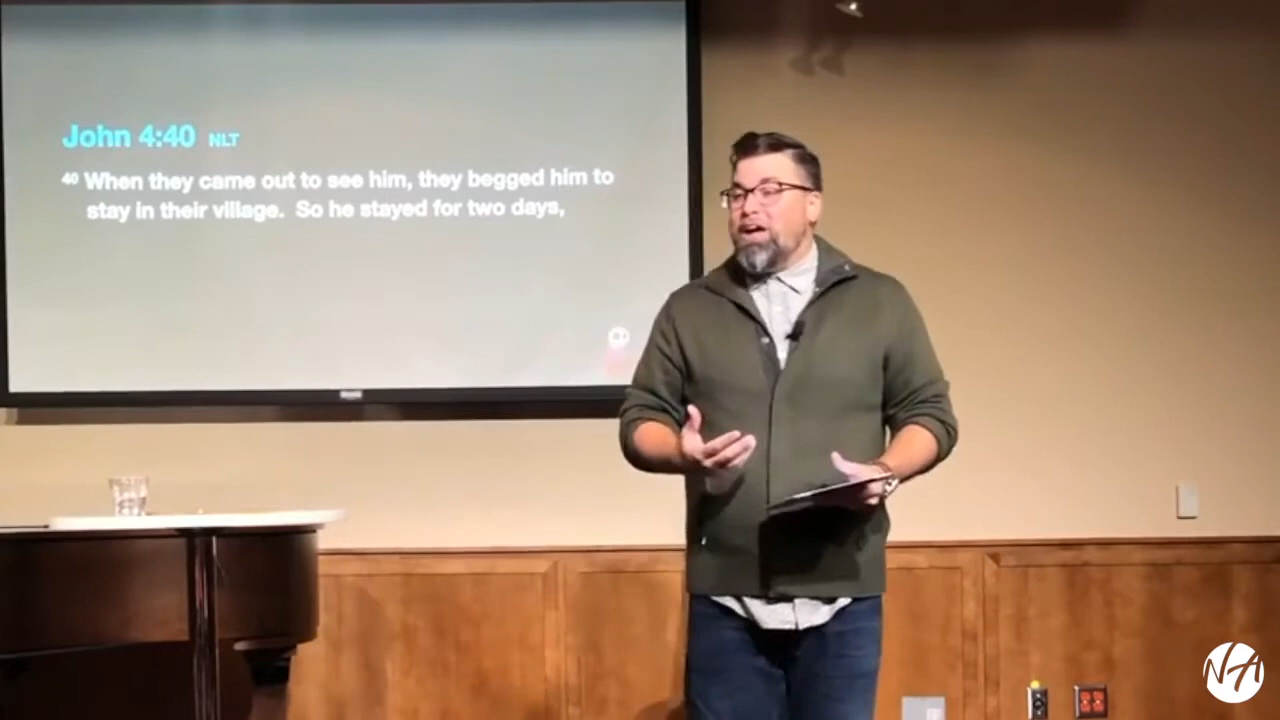 John 4:40 NLT
40 When they came out to see him, they begged him to
stay in their village. So he stayed for two days,
NA